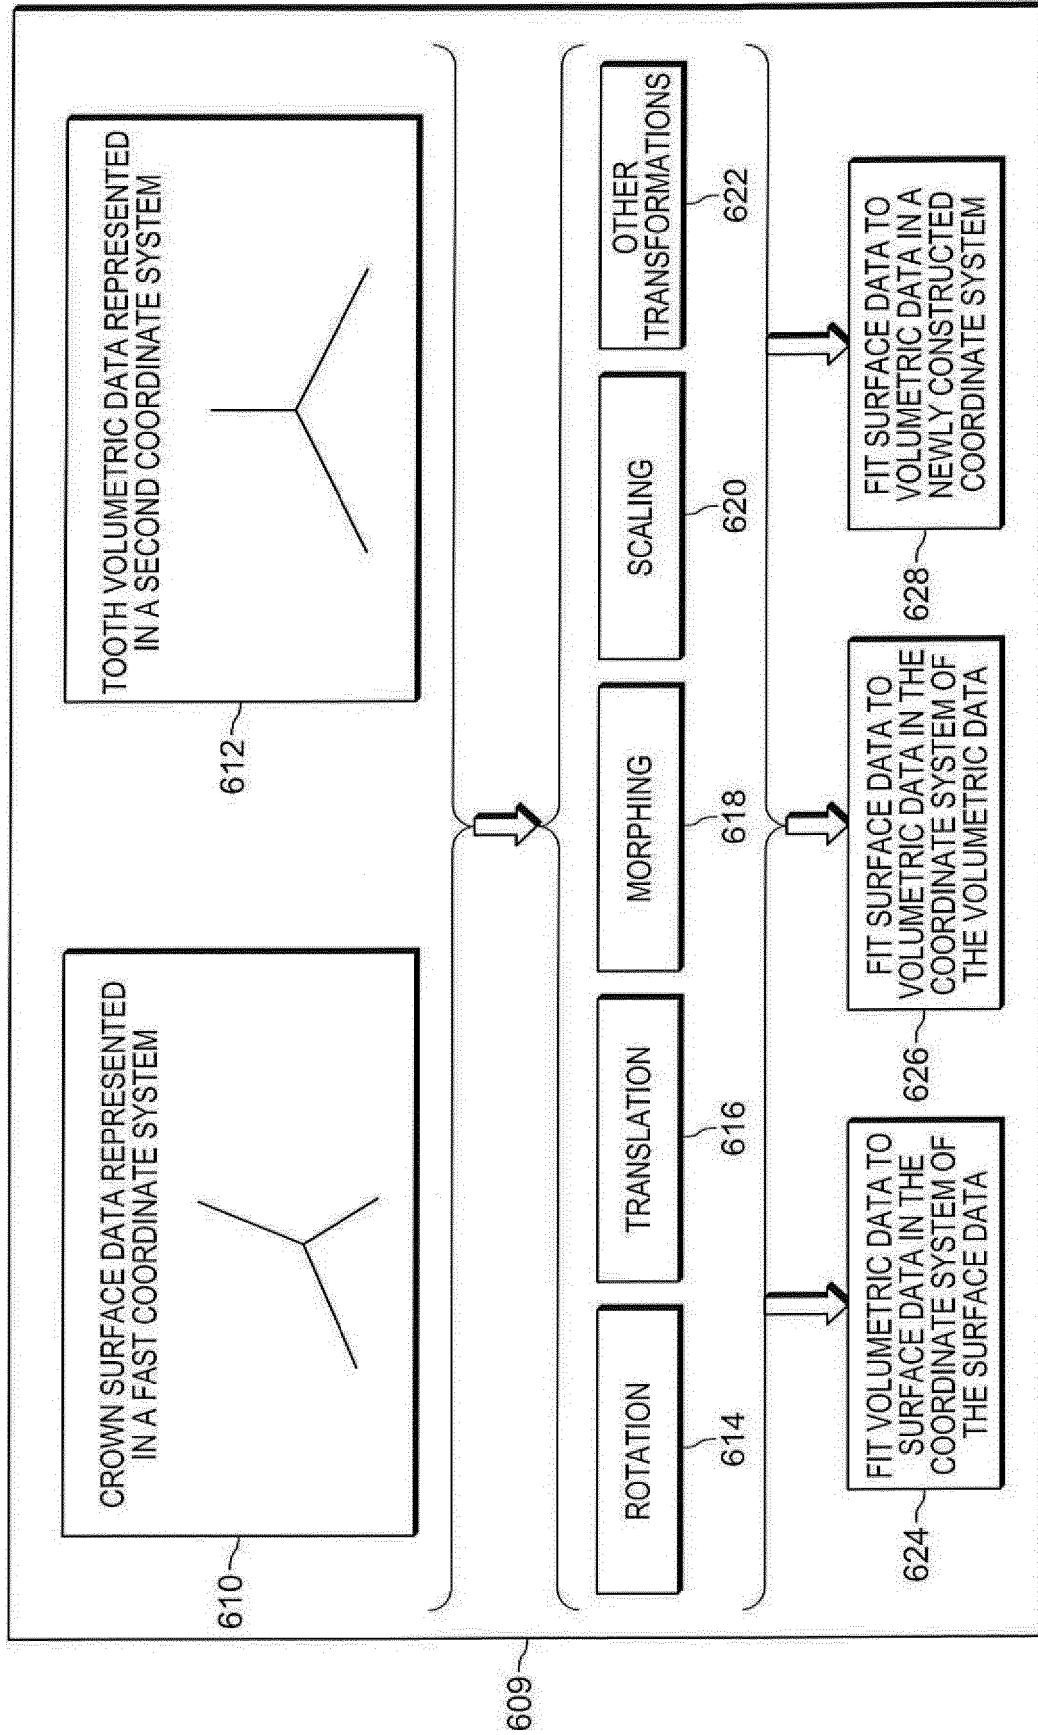 CROWN SURFACE DATA REPRESENTED
IN A FAST COORDINATE SYSTEM
610
TOOTH VOLUMETRIC DATA REPRESENTED
IN A SECOND COORDINATE SYSTEM
612
ROTATION
614
TRANSLATION
616
MORPHING
618
SCALING
620
OTHER
TRANSFORMATIONS
622
FIT VOLUMETRIC DATA TO
SURFACE DATA IN THE
COORDINATE SYSTEM OF
THE SURFACE DATA
624
FIT SURFACE DATA TO
VOLUMETRIC DATA IN THE
COORDINATE SYSTEM OF
THE VOLUMETRIC DATA
626
FIT SURFACE DATA TO
VOLUMETRIC DATA IN A
NEWLY CONSTRUCTED
COORDINATE SYSTEM
628
609